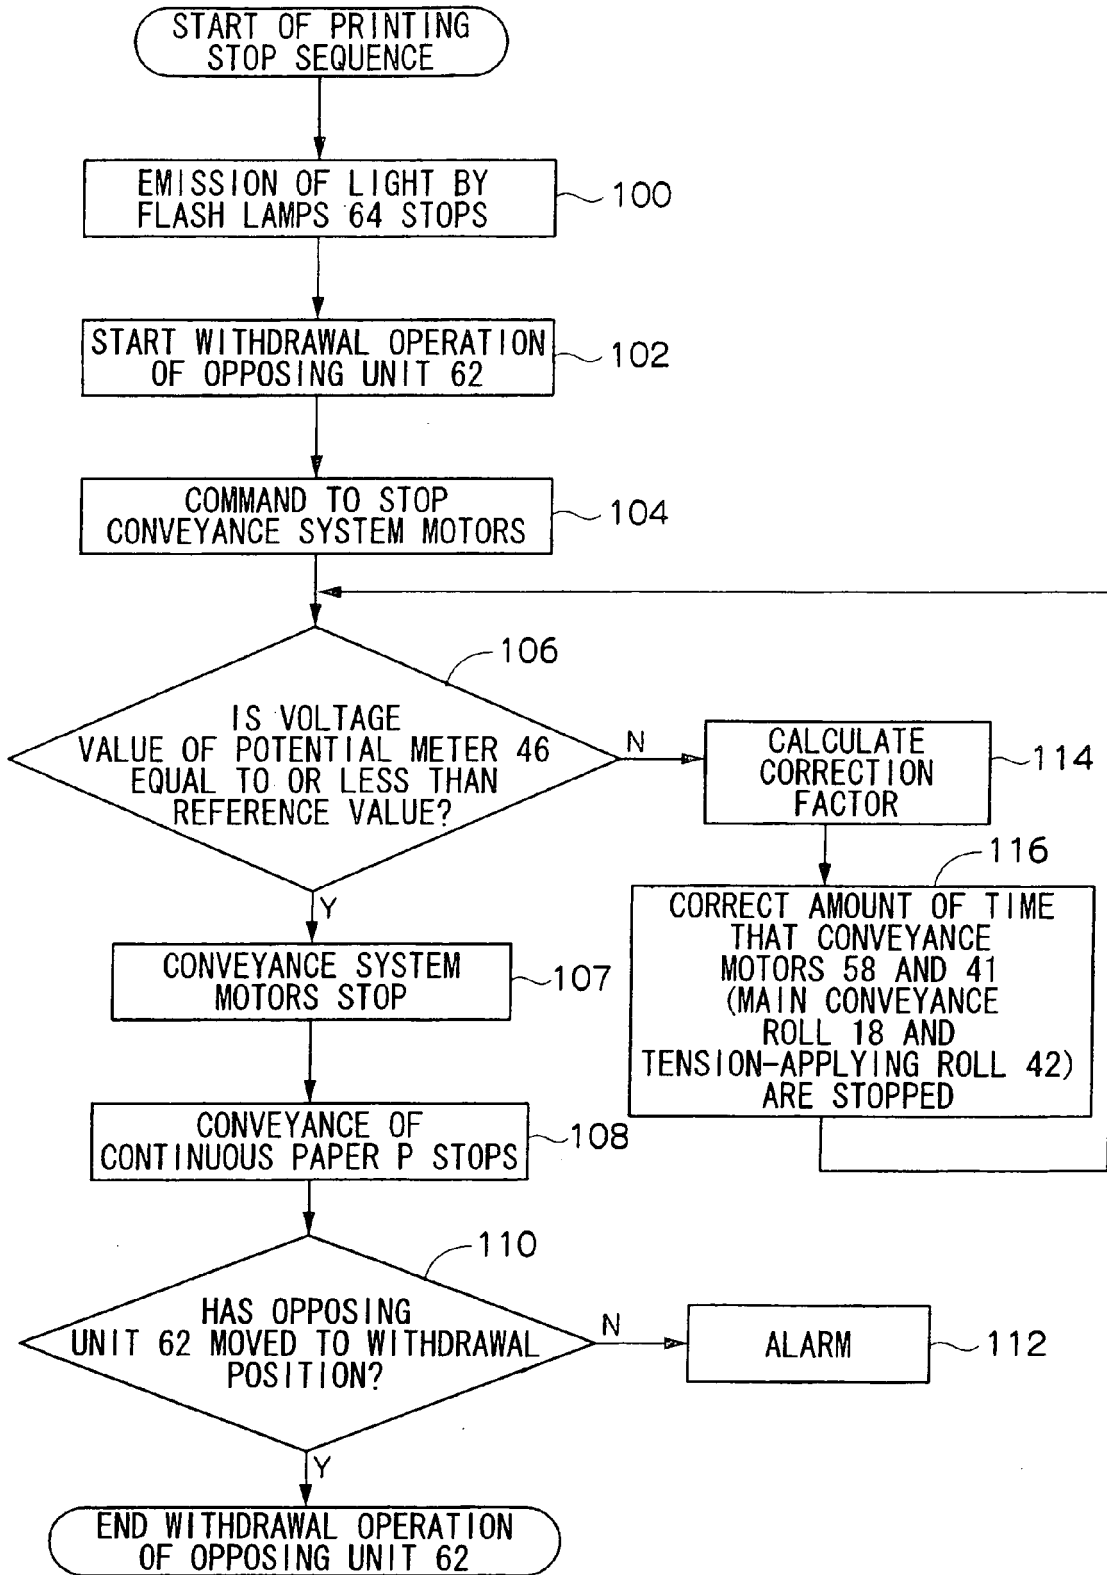 START OF PRINTING
STOP SEQUENCE
EMISSION OF LIGHT BY
FLASH LAMPS 64 STOPS
100
START WITHDRAWAL OPERATION
OF OPPOSING UNIT 62
102
COMMAND TO STOP
CONVEYANCE SYSTEM MOTORS
104
106
IS VOLTAGE
VALUE OF POTENTIAL METER 46
EQUAL TO OR LESS THAN
REFERENCE VALUE?
N
CALCULATE
CORRECTION
FACTOR
114
116
CORRECT AMOUNT OF TIME
THAT CONVEYANCE
MOTORS 58 AND 41
(MAIN CONVEYANCE
ROLL 18 AND
TENSION-APPLYING ROLL 42)
ARE STOPPED
Y
CONVEYANCE SYSTEM
MOTORS STOP
107
CONVEYANCE OF
CONTINUOUS PAPER P STOPS
108
110
HAS OPPOSING
UNIT 62 MOVED TO WITHDRAWAL
POSITION?
N
ALARM
112
Y
END WITHDRAWAL OPERATION
OF OPPOSING UNIT 62